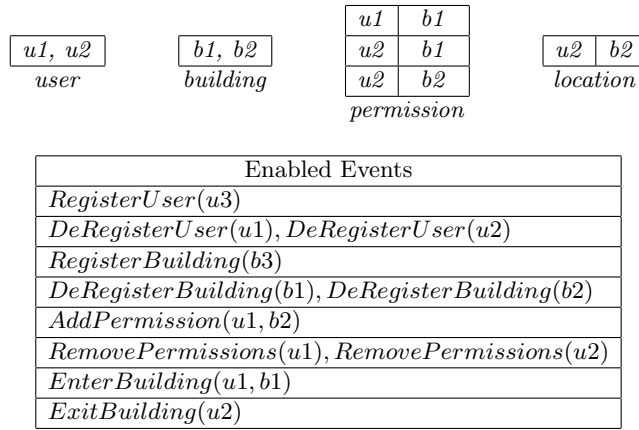 u1, u2
user
b1, b2
building
u1 b1
u2 b1
u2 b2
permission
u2 b2
location
Enabled Events
RegisterUser(u3)
DeRegisterUser(u1), DeRegisterUser(u2)
RegisterBuilding(b3)
DeRegisterBuilding(b1), DeRegisterBuilding(b2)
AddPermission(u1, b2)
RemovePermissions(u1), RemovePermissions(u2)
EnterBuilding(u1, b1)
ExitBuilding(u2)